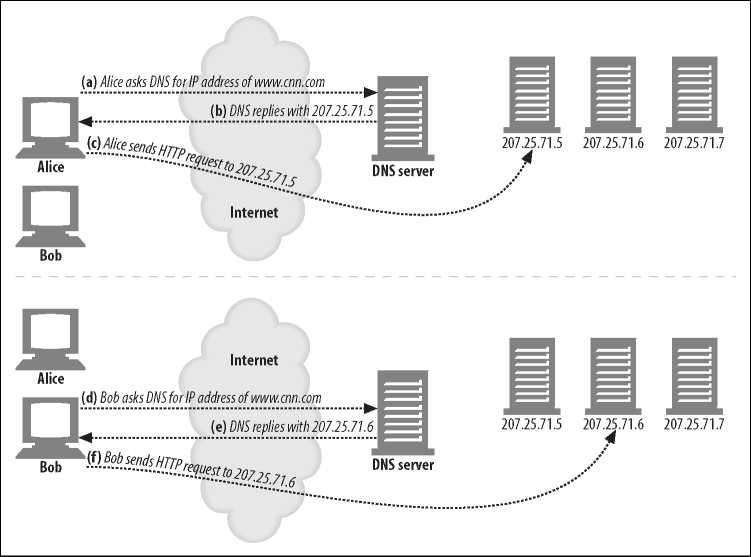 (a) Alice asks DNS for IP address of www.cnn.com
(b) DNS replies with 207.25.71.5
(c) Alice sends HTTP request to 207.25.71.5
Alice
Bob
Internet
DNS server
207.25.71.5
207.25.71.6
207.25.71.7
Alice
Bob
Internet
(d) Bob asks DNS for IP address of www.cnn.com
(e) DNS replies with 207.25.71.6
(f) Bob sends HTTP request to 207.25.71.6
DNS server
207.25.71.5
207.25.71.6
207.25.71.7